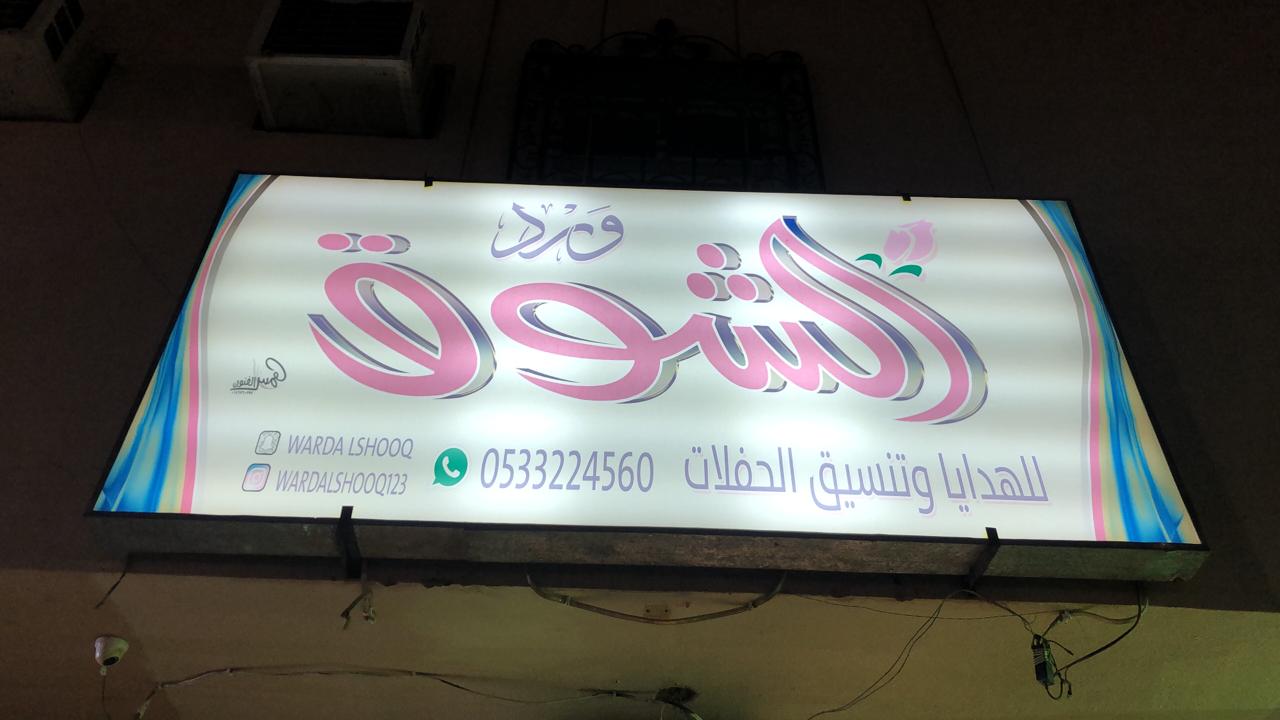 ورد
الشوق
للهدايا وتنسيق الحفلات
0533224560
WARDA LSHOOQ
WARDALSHOOQ123